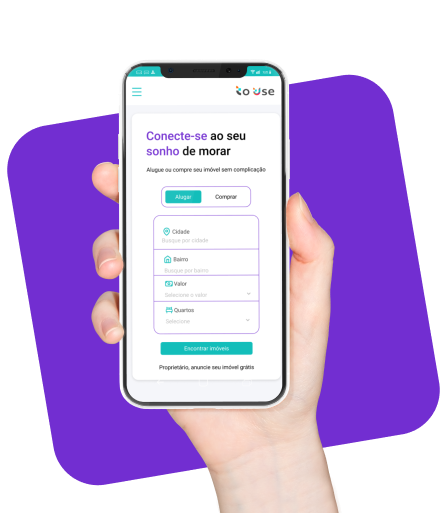 to use
Conecte-se ao seu
sonho de morar
Alugue ou compre seu imóvel sem complicação
Alugar Comprar
Cidade
Busque por cidade
Bairro
Busque por bairro
Valor
Selecione o valor
Quartos
Selecione
Encontrar imóveis
Proprietário, anuncie seu imóvel grátis